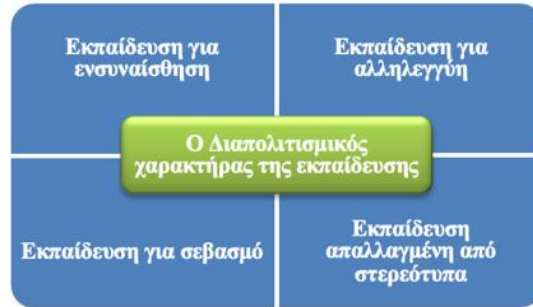 Εκπαίδευση για
ενσυναίσθηση
Εκπαίδευση για
αλληλεγγύη
Ο Διαπολιτισμικός
χαρακτήρας της εκπαίδευσης
Εκπαίδευση για σεβασμό
Εκπαίδευση
απαλλαγμένη από
στερεότυπα